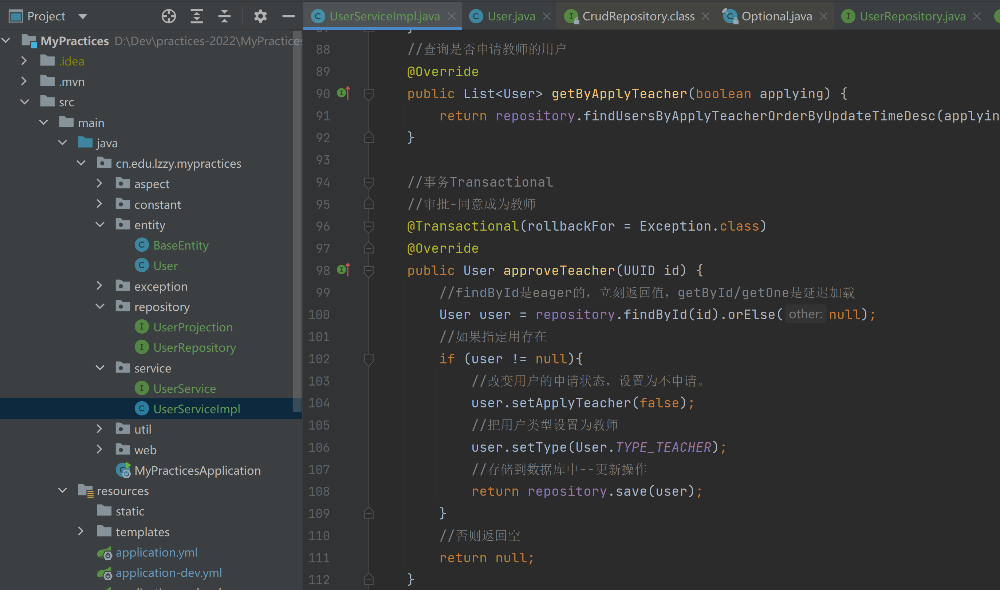 Project
UserServiceImpl.java
User.java
CrudRepository.class
Optional.java
UserRepository.java
MyPractices D:\Dev\practices-2022\MyPractices
.idea
.mvn
src
main
java
cn.edu.lzzy.mypractices
aspect
constant
entity
BaseEntity
User
exception
repository
UserProjection
UserRepository
service
UserService
UserServiceImpl
util
web
MyPracticesApplication
resources
static
templates
application.yml
application-dev.yml
88 //查询是否申请教师的用户
89 @Override
90 public List<User> getByApplyTeacher(boolean applying) {
91 return repository.findUsersByApplyTeacherOrderByUpdateTimeDesc(applyin
92 }
93
94 //事务Transactional
95 //审批-同意成为教师
96 @Transactional(rollbackFor = Exception.class)
97 @Override
98 public User approveTeacher(UUID id) {
99 //findById是eager的，立刻返回值，getById/getOne是延迟加载
100 User user = repository.findById(id).orElse( other: null);
101 //如果指定用存在
102 if (user != null){
103 //改变用户的申请状态，设置为不申请。
104 user.setApplyTeacher(false);
105 //把用户类型设置为教师
106 user.setType(User.TYPE_TEACHER);
107 //存储到数据库中--更新操作
108 return repository.save(user);
109 }
110 //否则返回空
111 return null;
112 }